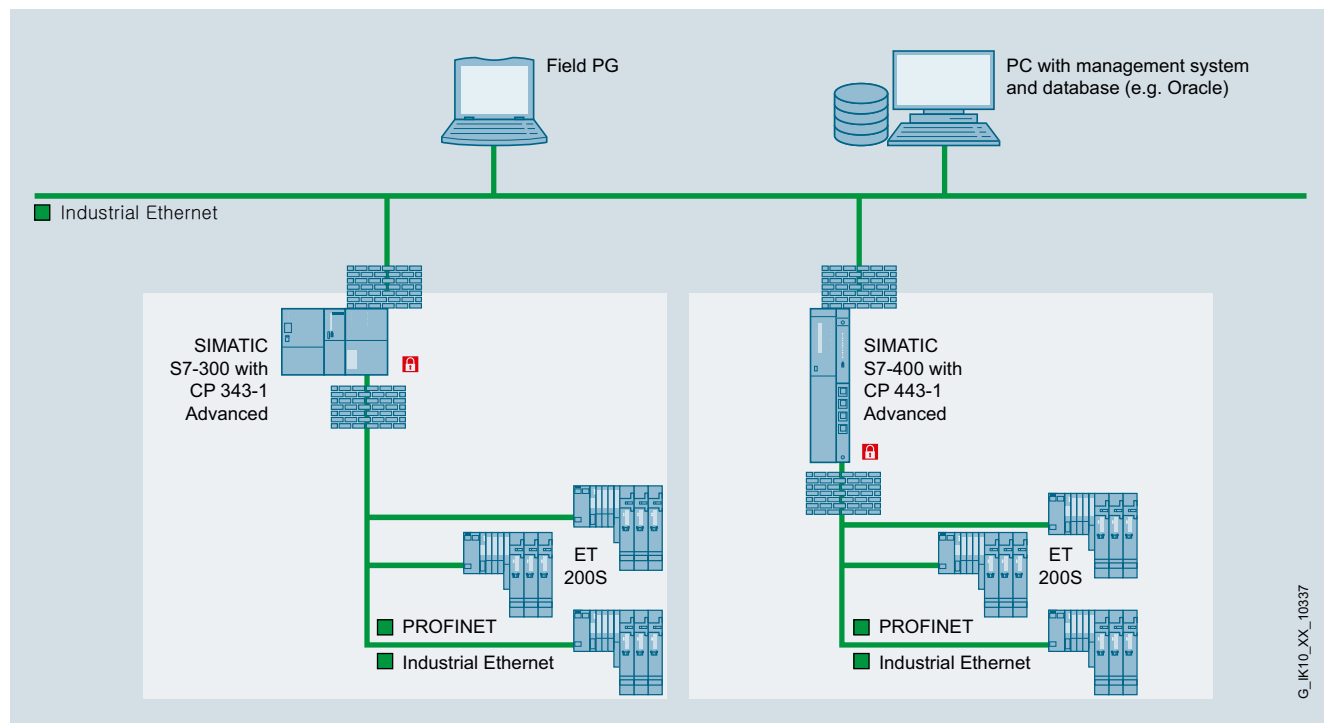 Field PG
PC with management system
and database (e.g. Oracle)
Industrial Ethernet
SIMATIC
S7-300 with
CP 343-1
Advanced
SIMATIC
S7-400 with
CP 443-1
Advanced
ET
200S
PROFINET
Industrial Ethernet
ET
200S
PROFINET
Industrial Ethernet
G_IK10_XX_10337